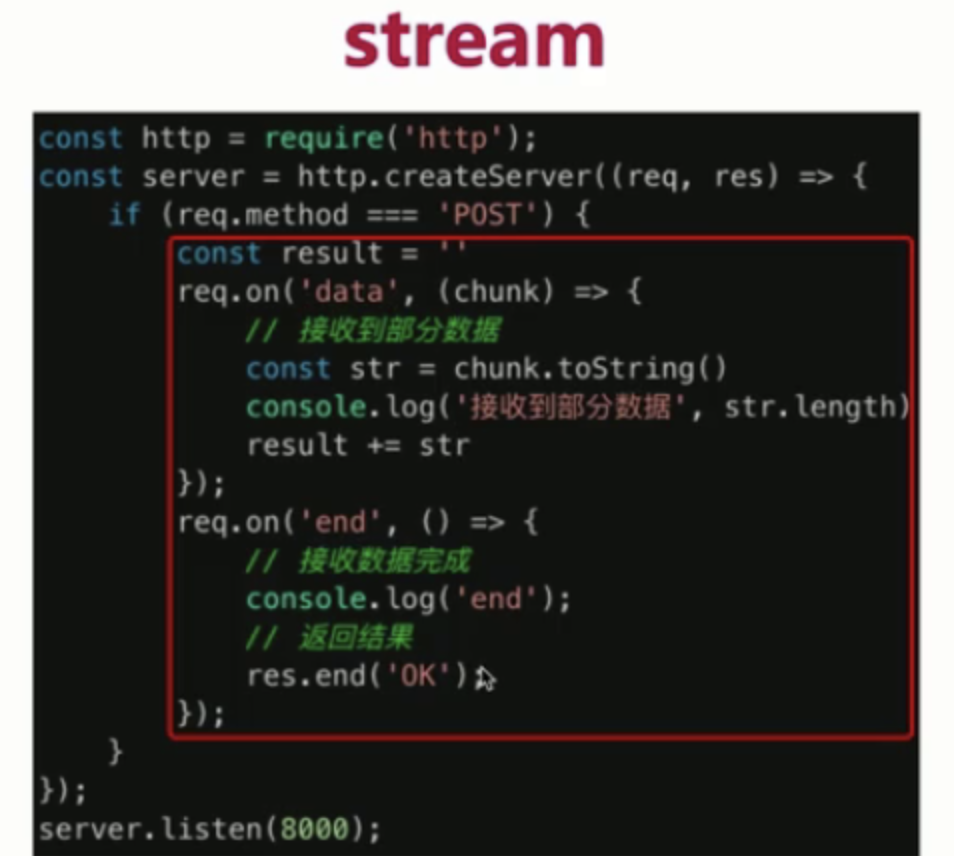 stream
const http = require('http');
const server = http.createServer((req, res) => {
    if (req.method === 'POST') {
        const result = ''
        req.on('data', (chunk) => {
            // 接收到部分数据
            const str = chunk.toString()
            console.log('接收到部分数据', str.length)
            result += str
        });
        req.on('end', () => {
            // 接收数据完成
            console.log('end');
            // 返回结果
            res.end('OK');
        });
    }
});
server.listen(8000);